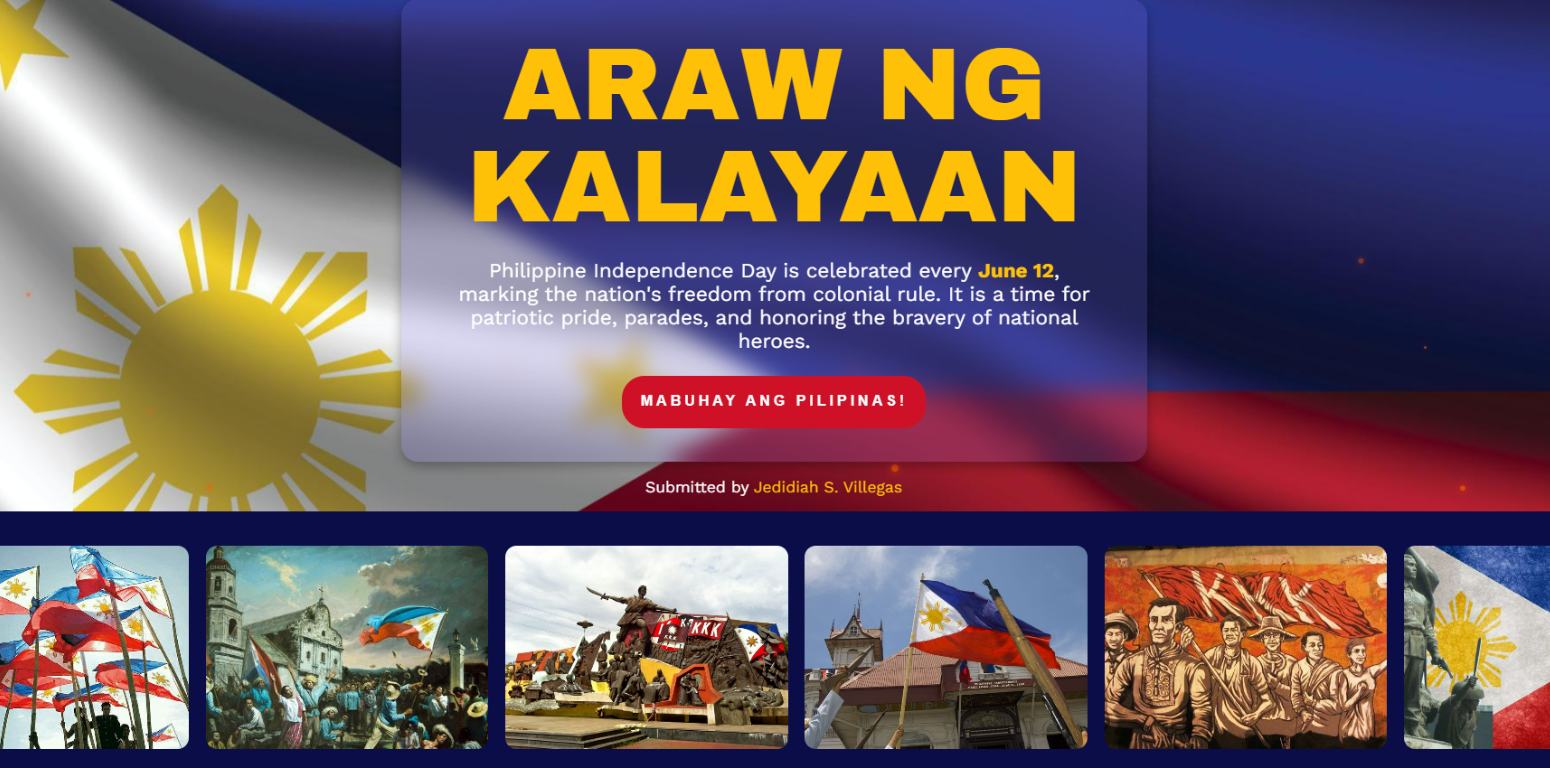 ARAW NG
KALAYAAN
Philippine Independence Day is celebrated every June 12,
marking the nation's freedom from colonial rule. It is a time for
patriotic pride, parades, and honoring the bravery of national
heroes.
MABUHAY ANG PILIPINAS!
Submitted by Jedidiah S. Villegas
KKK